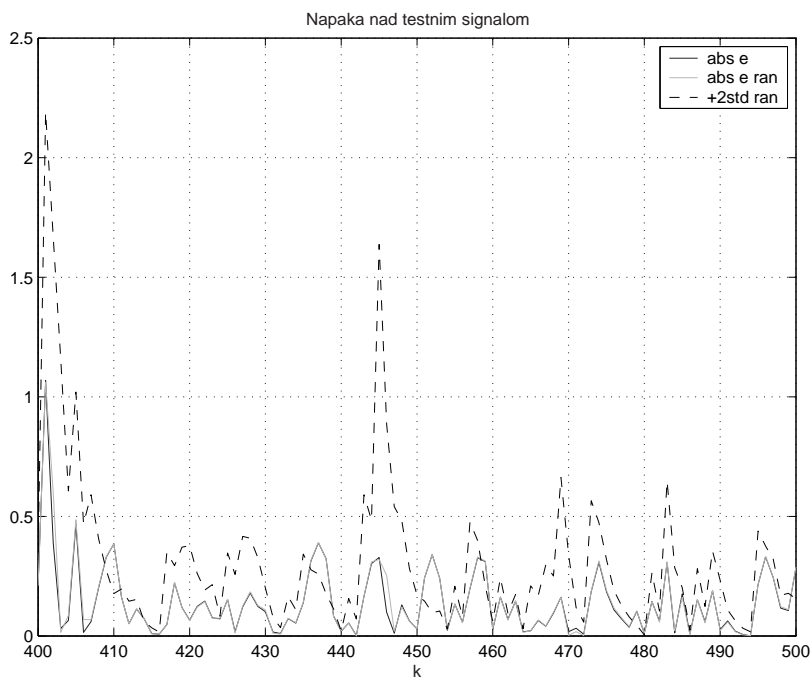 Napaka nad testnim signalom
2.5
2
1.5
1
0.5
0
abs e
abs e ran
+2std ran
400 410 420 430 440 450 460 470 480 490 500
k